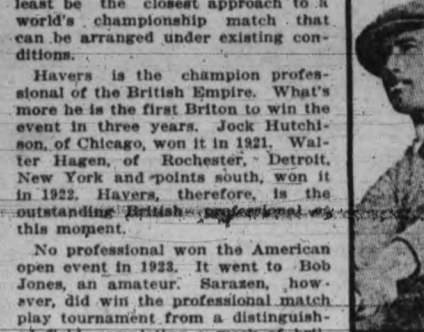 least be the closest approach to a
world's championship match that
can be arranged under existing con-
ditions.
Havers is the champion profes-
sional of the British Empire. What's
more he is the first Briton to win the
event in three years. Jock Hutchi-
son, of Chicago, won it in 1921. Wal-
ter Hagen, of Rochester, Detroit,
New York and points south, won it
in 1922. Havers, therefore, is the
outstanding British professional of
this moment.
No professional won the American
open event in 1923. It went to Bob
Jones, an amateur. Sarazen, how-
ever, did win the professional match
play tournament from a distinguish-